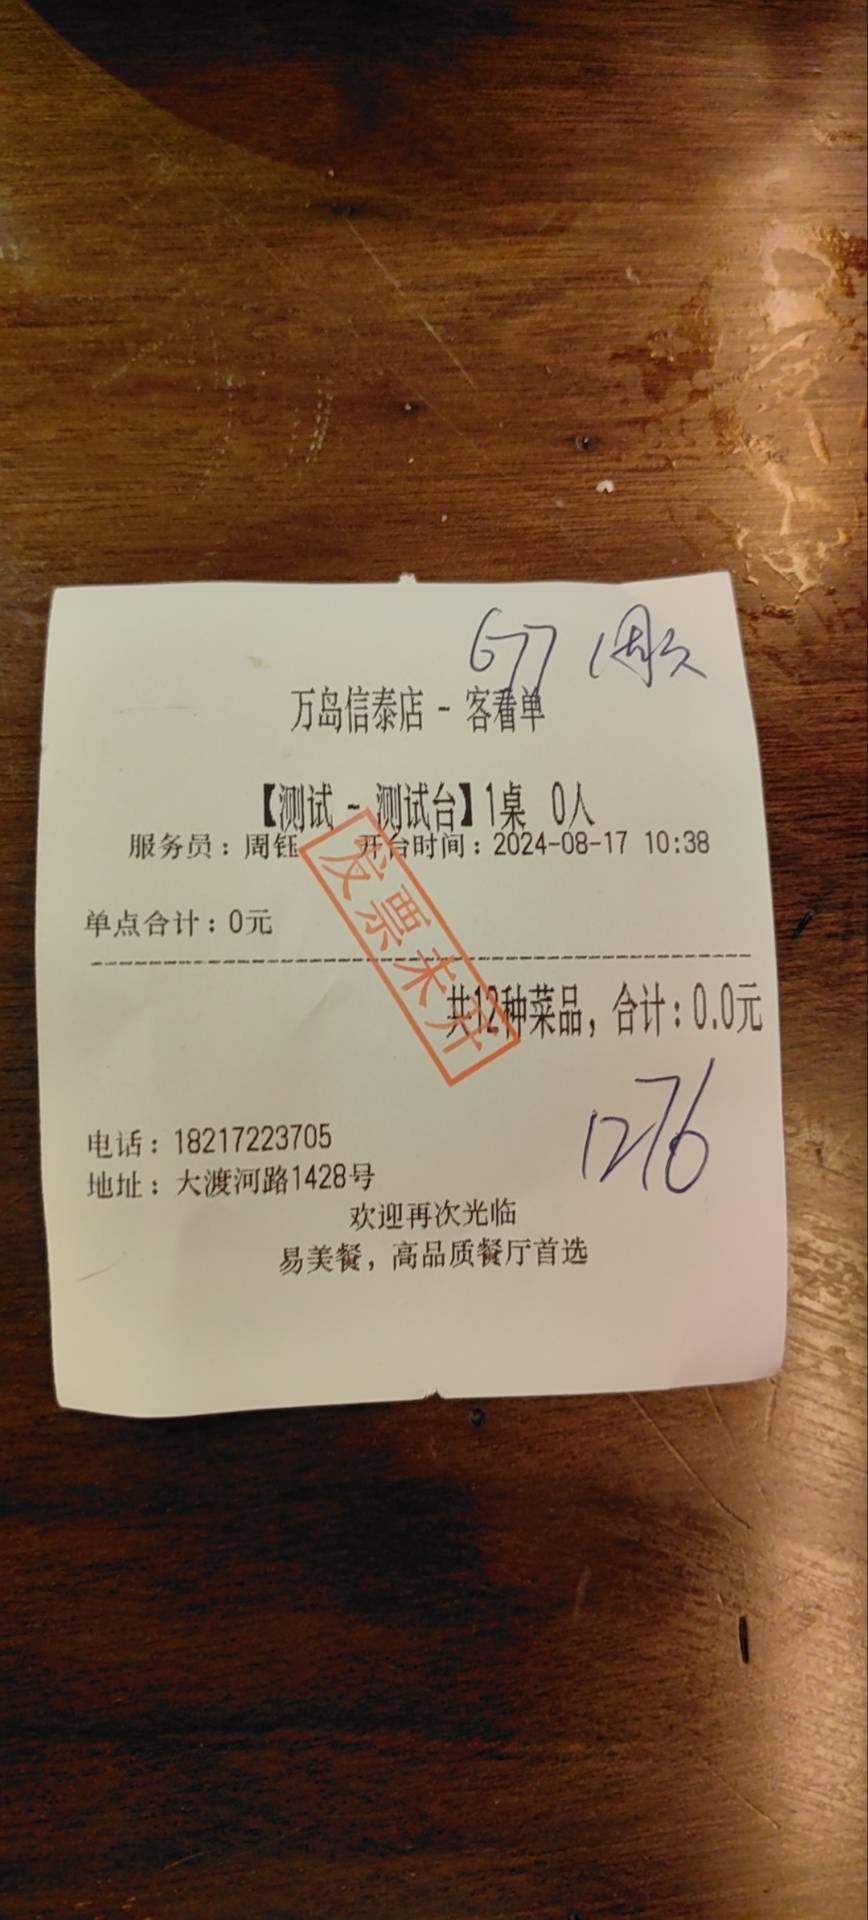 677
万岛信泰店 - 客看单
【测试 ~ 测试台】1桌 0人
服务员：周钰 开台时间：2024-08-17 10:38
发票未开
单点合计：0元
共12种菜品，合计：0.0元
1276
电话：18217223705
地址：大渡河路1428号
欢迎再次光临
易美餐，高品质餐厅首选